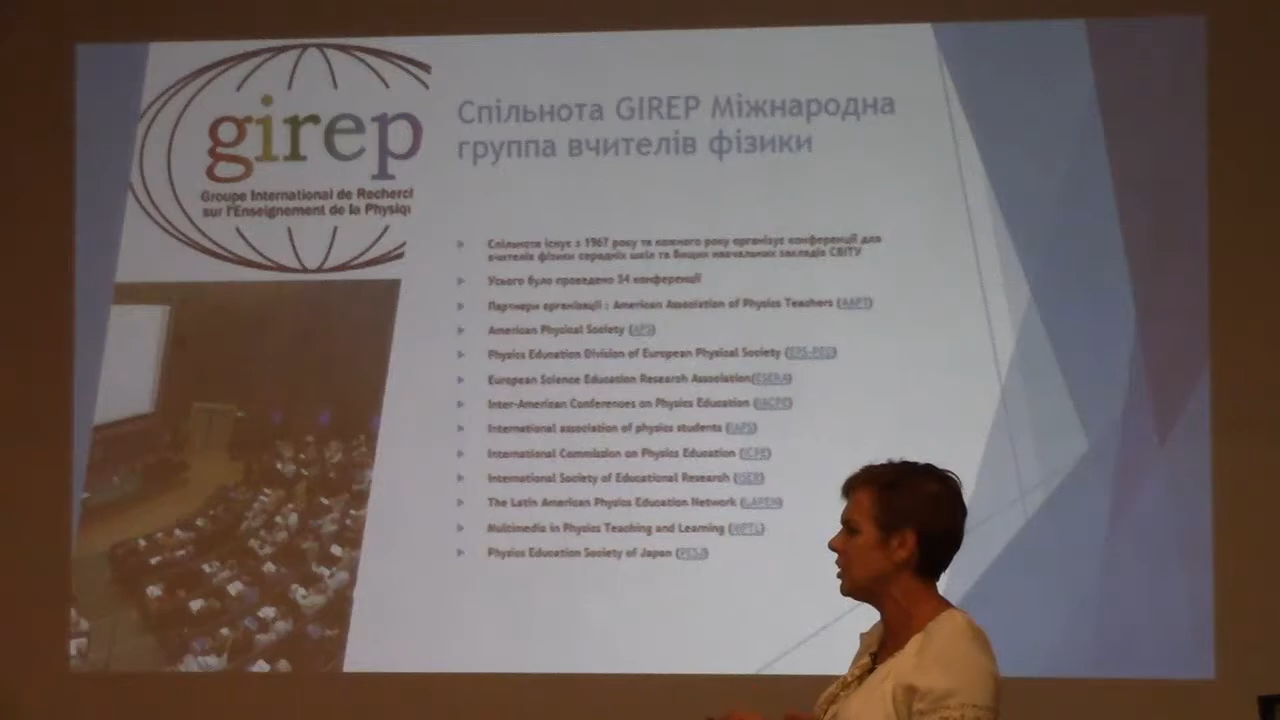 girep
Groupe International de Rechercl
sur l'Enseignement de la Physiqu
Спільнота GIREP Міжнародна
группа вчителів фізики
Спільнота існує з 1967 року та кожного року організує конференції для
вчителів фізики середніх шкіл та Вищих навчальних закладів СВІТУ
Усього було проведено 34 конференції
Партнери організації : American Association of Physics Teachers (AAPT)
American Physical Society (APS)
Physics Education Division of European Physical Society (EPS-PED)
European Science Education Research Association(ESERA)
Inter-American Conferences on Physics Education (IACPE)
International association of physics students (IAPS)
International Commission on Physics Education (ICPE)
International Society of Educational Research (ISER)
The Latin American Physics Education Network (LAPEN)
Multimedia in Physics Teaching and Learning (MPTL)
Physics Education Society of Japan (PESJ)